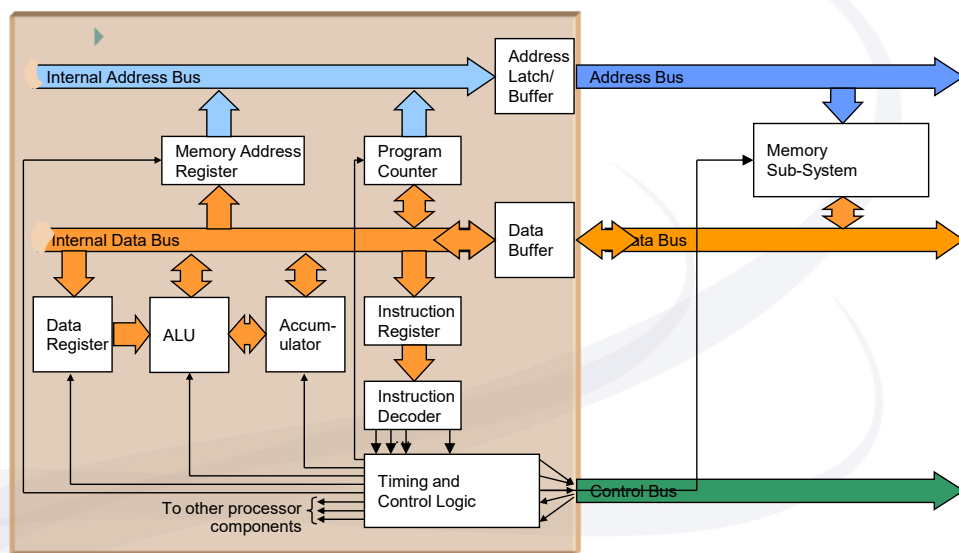 Internal Address Bus
Address
Latch/
Buffer
Address Bus
Memory Address
Register
Program
Counter
Memory
Sub-System
Internal Data Bus
Data
Buffer
ata Bus
Data
Register
ALU
Accum-
ulator
Instruction
Register
Instruction
Decoder
Timing and
Control Logic
Control Bus
To other processor
components